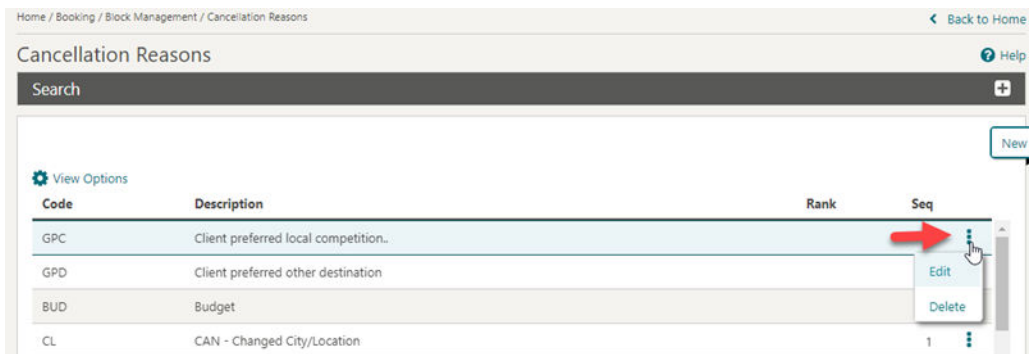 Home / Booking / Block Management / Cancellation Reasons
Back to Home
Cancellation Reasons
Help
Search
New
View Options
Code Description Rank Seq
GPC Client preferred local competition..
GPD Client preferred other destination
Edit
BUD Budget
Delete
CL CAN - Changed City/Location 1